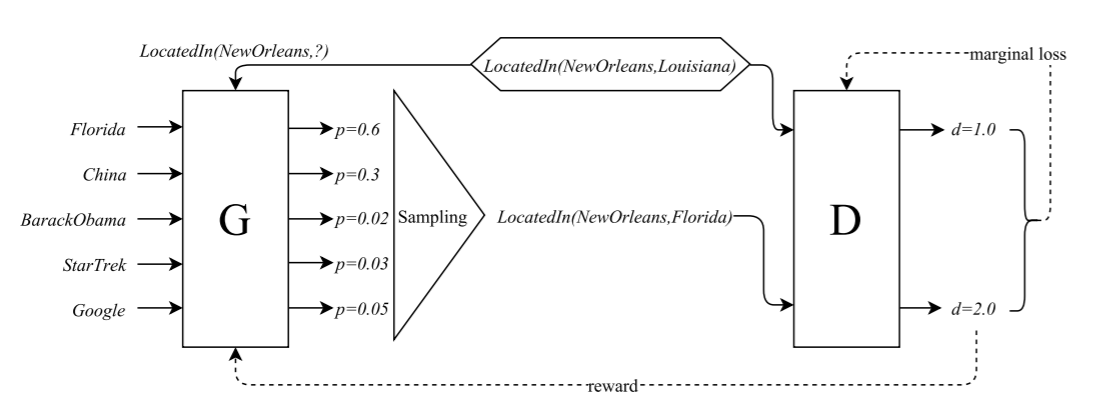 LocatedIn(NewOrleans,?)
LocatedIn(NewOrleans,Louisiana)
marginal loss
Florida
p=0.6
d=1.0
China
p=0.3
BarackObama
G
p=0.02
Sampling
LocatedIn(NewOrleans,Florida)
D
StarTrek
p=0.03
Google
p=0.05
d=2.0
reward